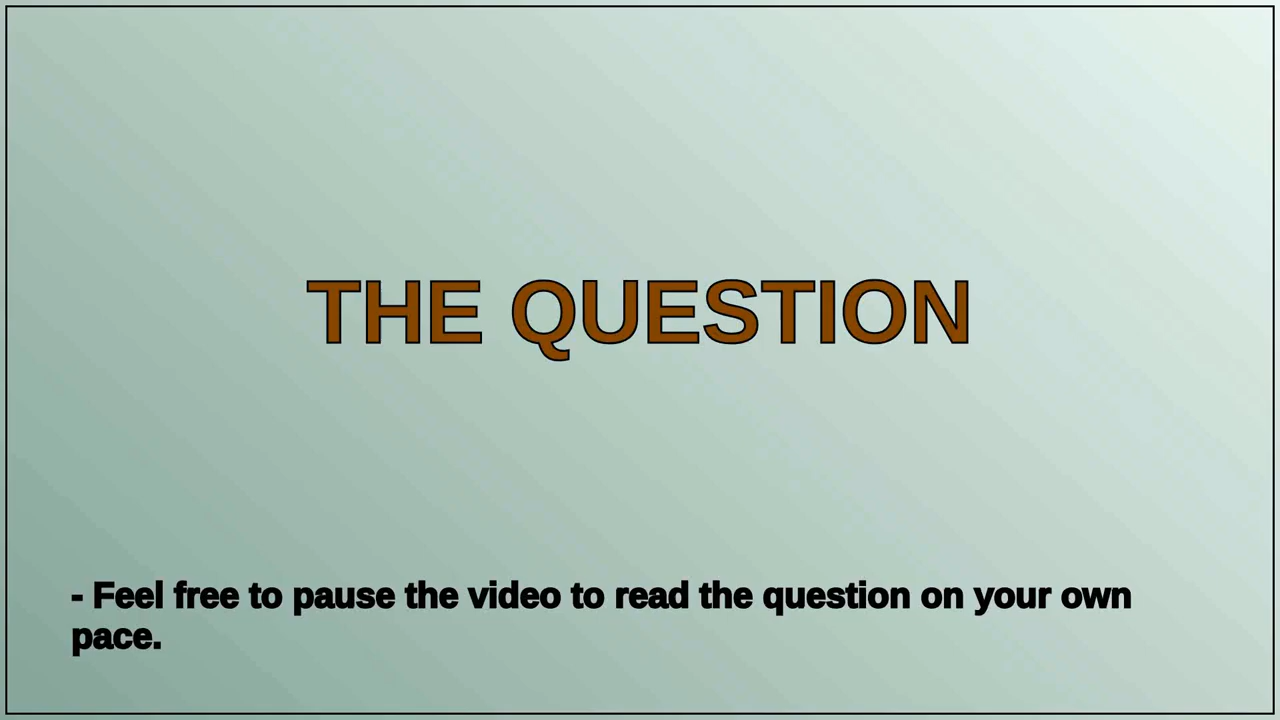 THE QUESTION
- Feel free to pause the video to read the question on your own
pace.